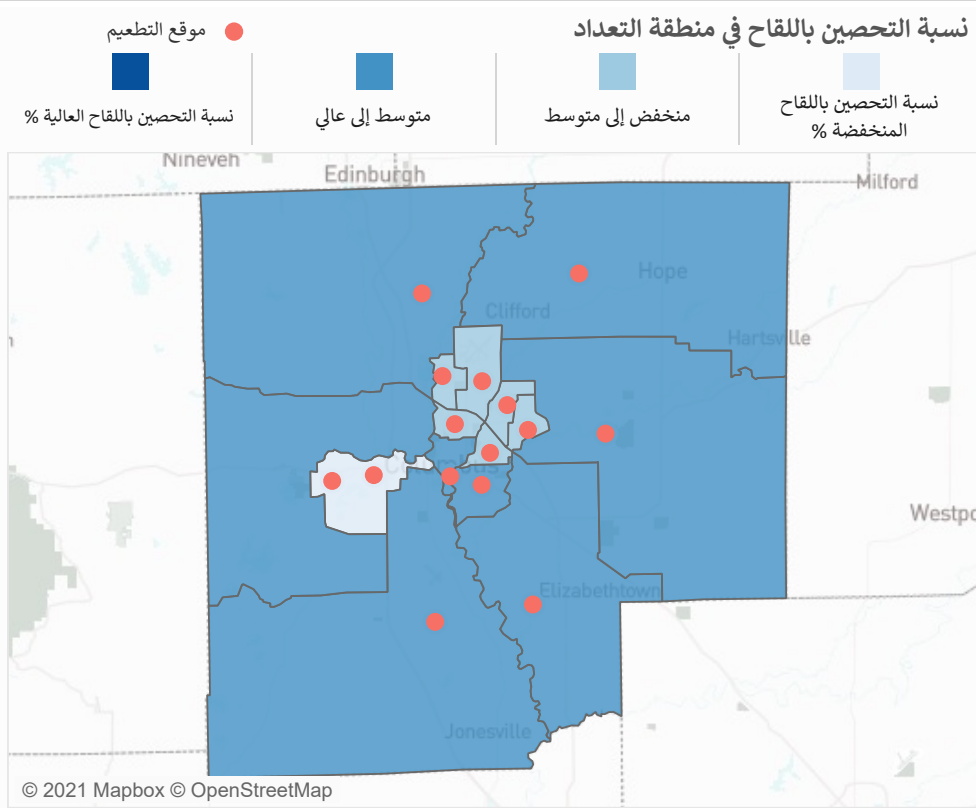 نسبة التحصين باللقاح في منطقة التعداد
موقع التطعيم
نسبة التحصين باللقاح
المنخفضة %
منخفض إلى متوسط
متوسط إلى عالي
نسبة التحصين باللقاح العالية %
Nineveh
Edinburgh
Milford
Hope
Clifford
Hartsville
Columbus
Westpo
Elizabethtown
Jonesville
© 2021 Mapbox © OpenStreetMap